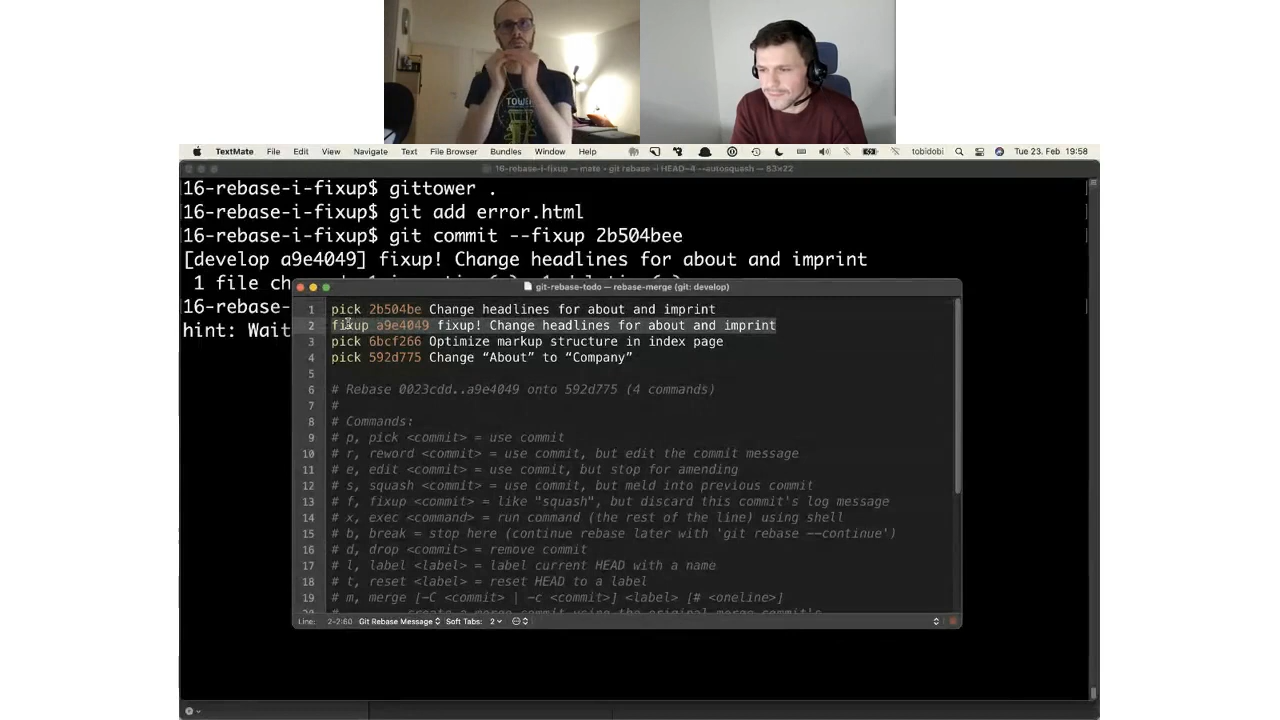 TOWER
TextMate File Edit View Navigate Text File Browser Bundles Window Help tobidobi Tue 23. Feb 19:58
16-rebase-i-fixup — mate ‹ git rebase -i HEAD~4 --autosquash — 83×22
16-rebase-i-fixup$ gittower .
16-rebase-i-fixup$ git add error.html
16-rebase-i-fixup$ git commit --fixup 2b504bee
[develop a9e4049] fixup! Change headlines for about and imprint
1 file ch
16-rebase-
hint: Wait
git-rebase-todo — rebase-merge (git: develop)
1 pick 2b504be Change headlines for about and imprint
2 fixup a9e4049 fixup! Change headlines for about and imprint
3 pick 6bcf266 Optimize markup structure in index page
4 pick 592d775 Change “About” to “Company”
5
6 # Rebase 0023cdd..a9e4049 onto 592d775 (4 commands)
7 #
8 # Commands:
9 # p, pick <commit> = use commit
10 # r, reword <commit> = use commit, but edit the commit message
11 # e, edit <commit> = use commit, but stop for amending
12 # s, squash <commit> = use commit, but meld into previous commit
13 # f, fixup <commit> = like "squash", but discard this commit's log message
14 # x, exec <command> = run command (the rest of the line) using shell
15 # b, break = stop here (continue rebase later with 'git rebase --continue')
16 # d, drop <commit> = remove commit
17 # l, label <label> = label current HEAD with a name
18 # t, reset <label> = reset HEAD to a label
19 # m, merge [-C <commit> | -c <commit>] <label> [# <oneline>]
# . create a merge commit using the original merge commit's
Line: 2-2:60 Git Rebase Message Soft Tabs: 2